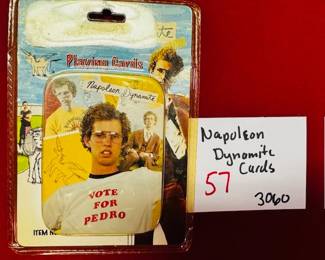 Playing Cards
Napoleon Dynamite
VOTE
FOR
PEDRO
ITEM
Napoleon
Dynamite
Cards
57
3060